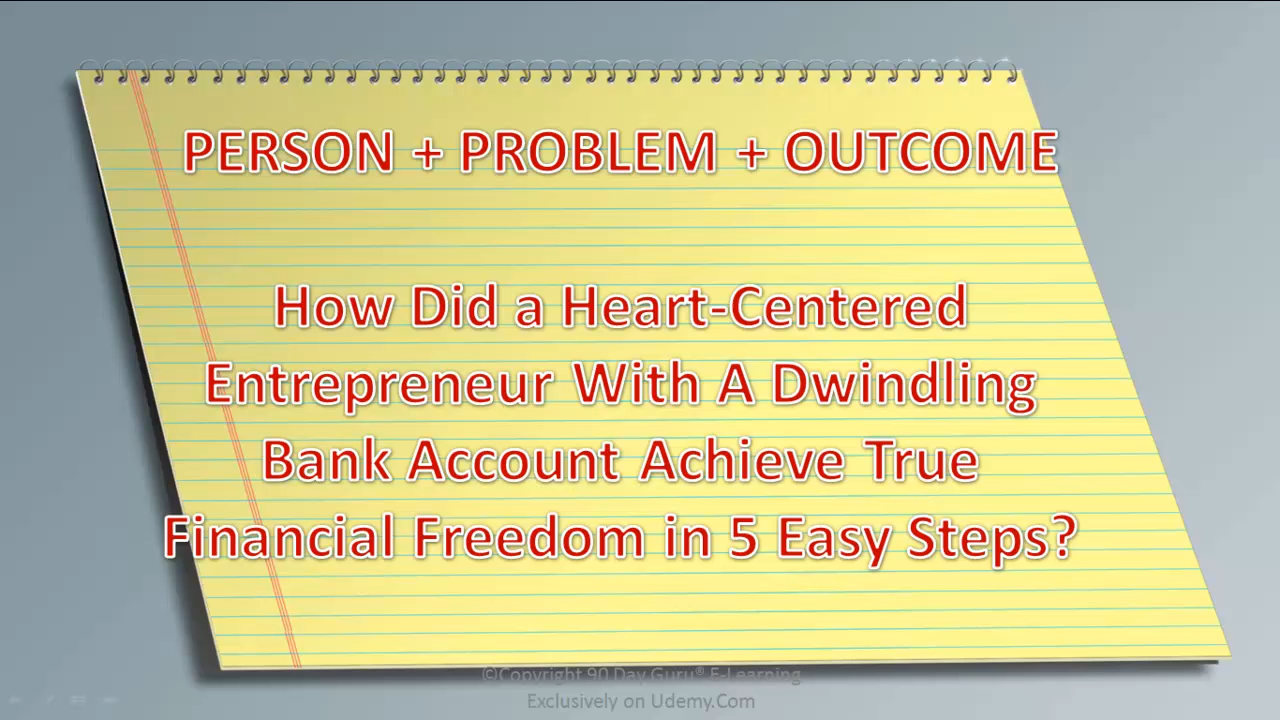 PERSON + PROBLEM + OUTCOME
How Did a Heart-Centered
Entrepreneur With A Dwindling
Bank Account Achieve True
Financial Freedom in 5 Easy Steps?
©Copyright 90 Day Guru® E-Learning
Exclusively on Udemy.Com